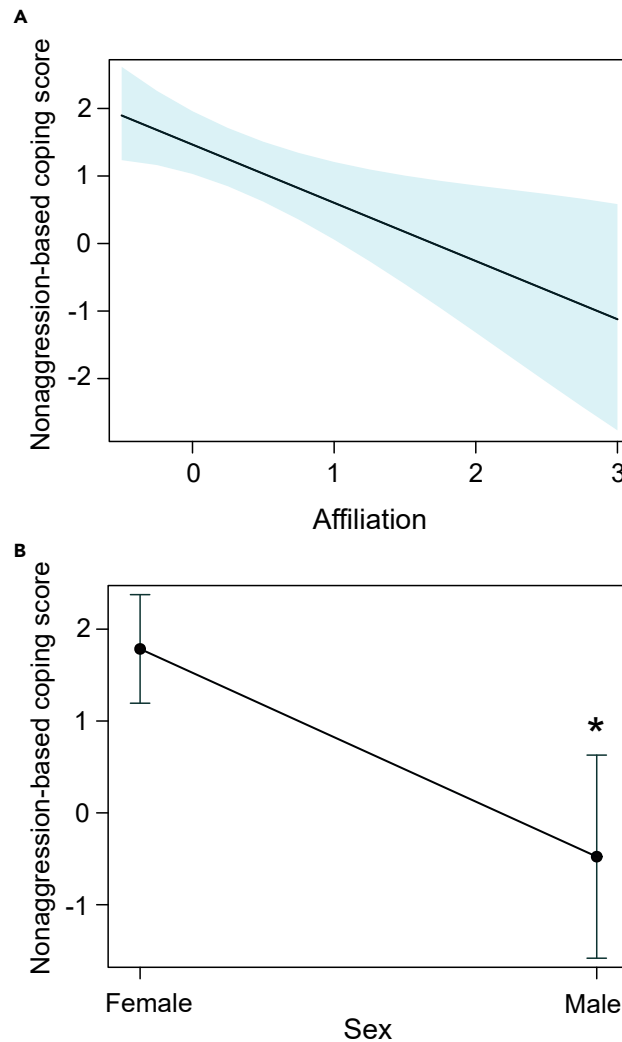 A
Nonaggression-based coping score
2
1
0
-1
-2
0 1 2 3
Affiliation
B
Nonaggression-based coping score
2
1
0
-1
*
Female Male
Sex